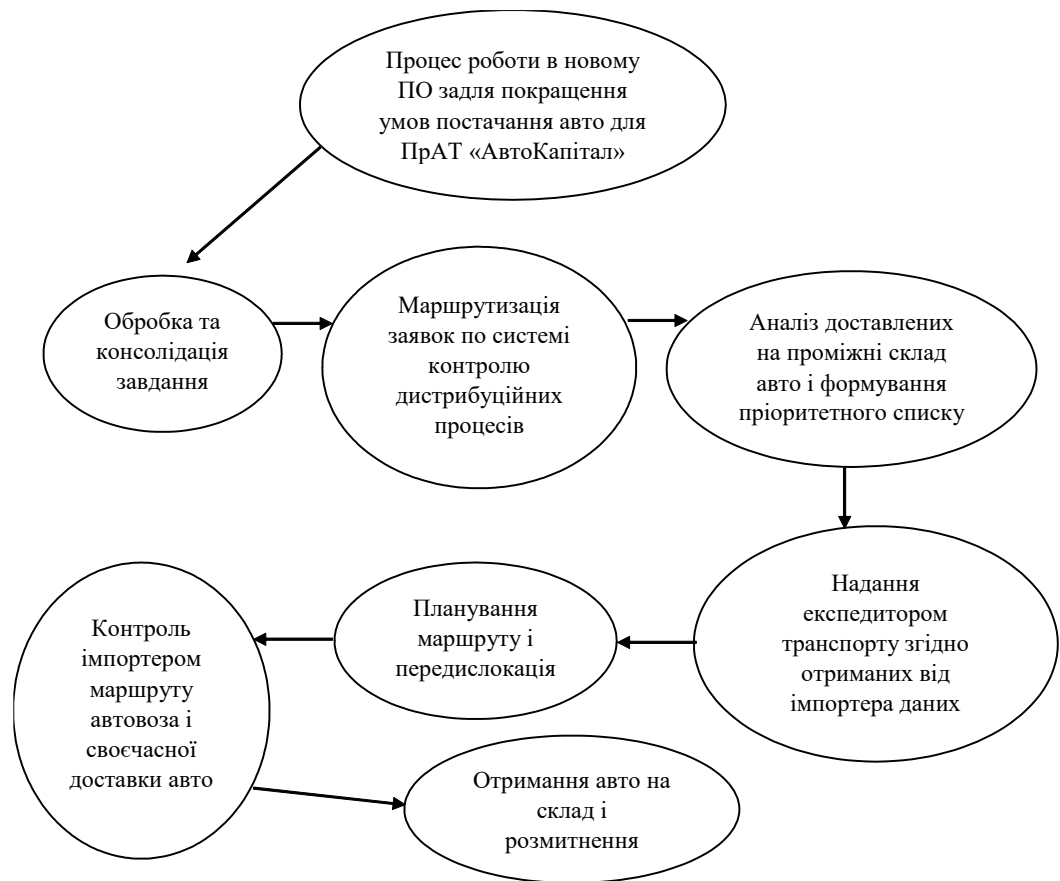 Процес роботи в новому
ПО задля покращення
умов постачання авто для
ПрАТ «АвтоКапітал»
Обробка та
консолідація
завдання
Маршрутизація
заявок по системі
контролю
дистрибуційних
процесів
Аналіз доставлених
на проміжні склад
авто і формування
пріоритетного списку
Надання
експедитором
транспорту згідно
отриманих від
імпортера даних
Планування
маршруту і
передислокація
Контроль
імпортером
маршруту
автовоза і
своєчасної
доставки авто
Отримання авто на
склад і
розмитнення